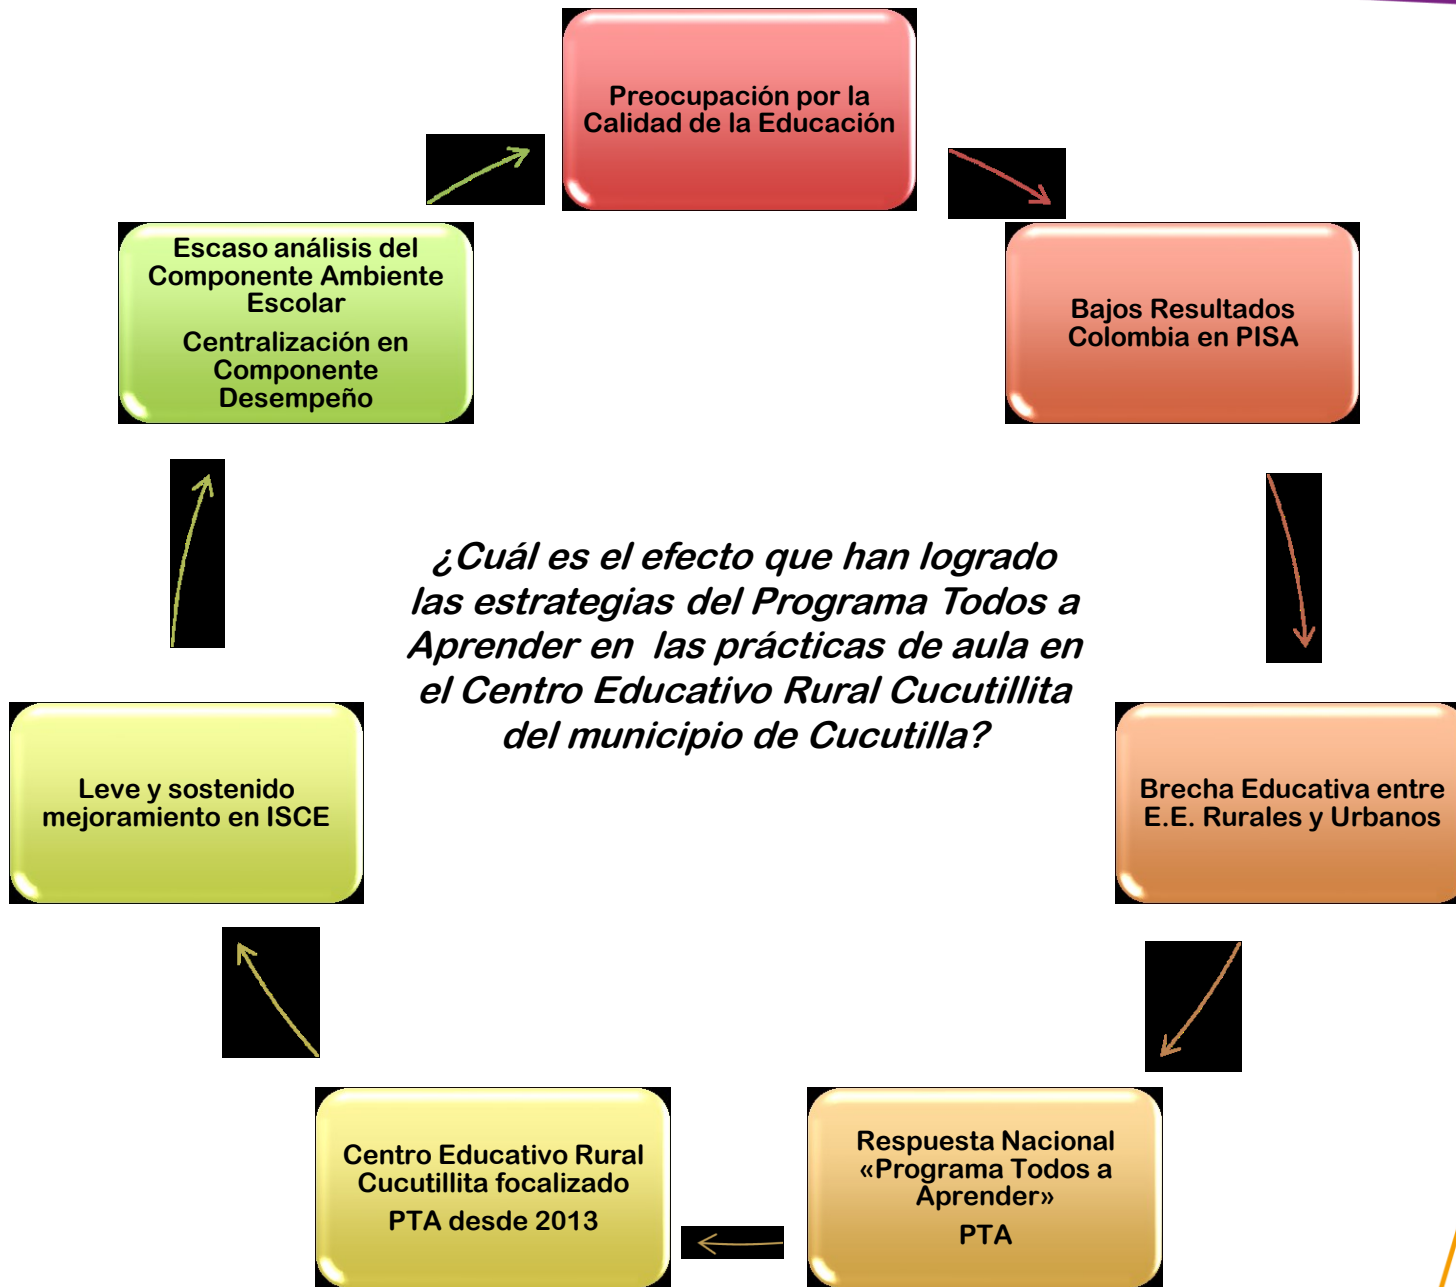 Preocupación por la
Calidad de la Educación
Bajos Resultados
Colombia en PISA
Brecha Educativa entre
E.E. Rurales y Urbanos
Respuesta Nacional
«Programa Todos a
Aprender»
PTA
Centro Educativo Rural
Cucutillita focalizado
PTA desde 2013
Leve y sostenido
mejoramiento en ISCE
Escaso análisis del
Componente Ambiente
Escolar
Centralización en
Componente
Desempeño
¿Cuál es el efecto que han logrado
las estrategias del Programa Todos a
Aprender en las prácticas de aula en
el Centro Educativo Rural Cucutillita
del municipio de Cucutilla?